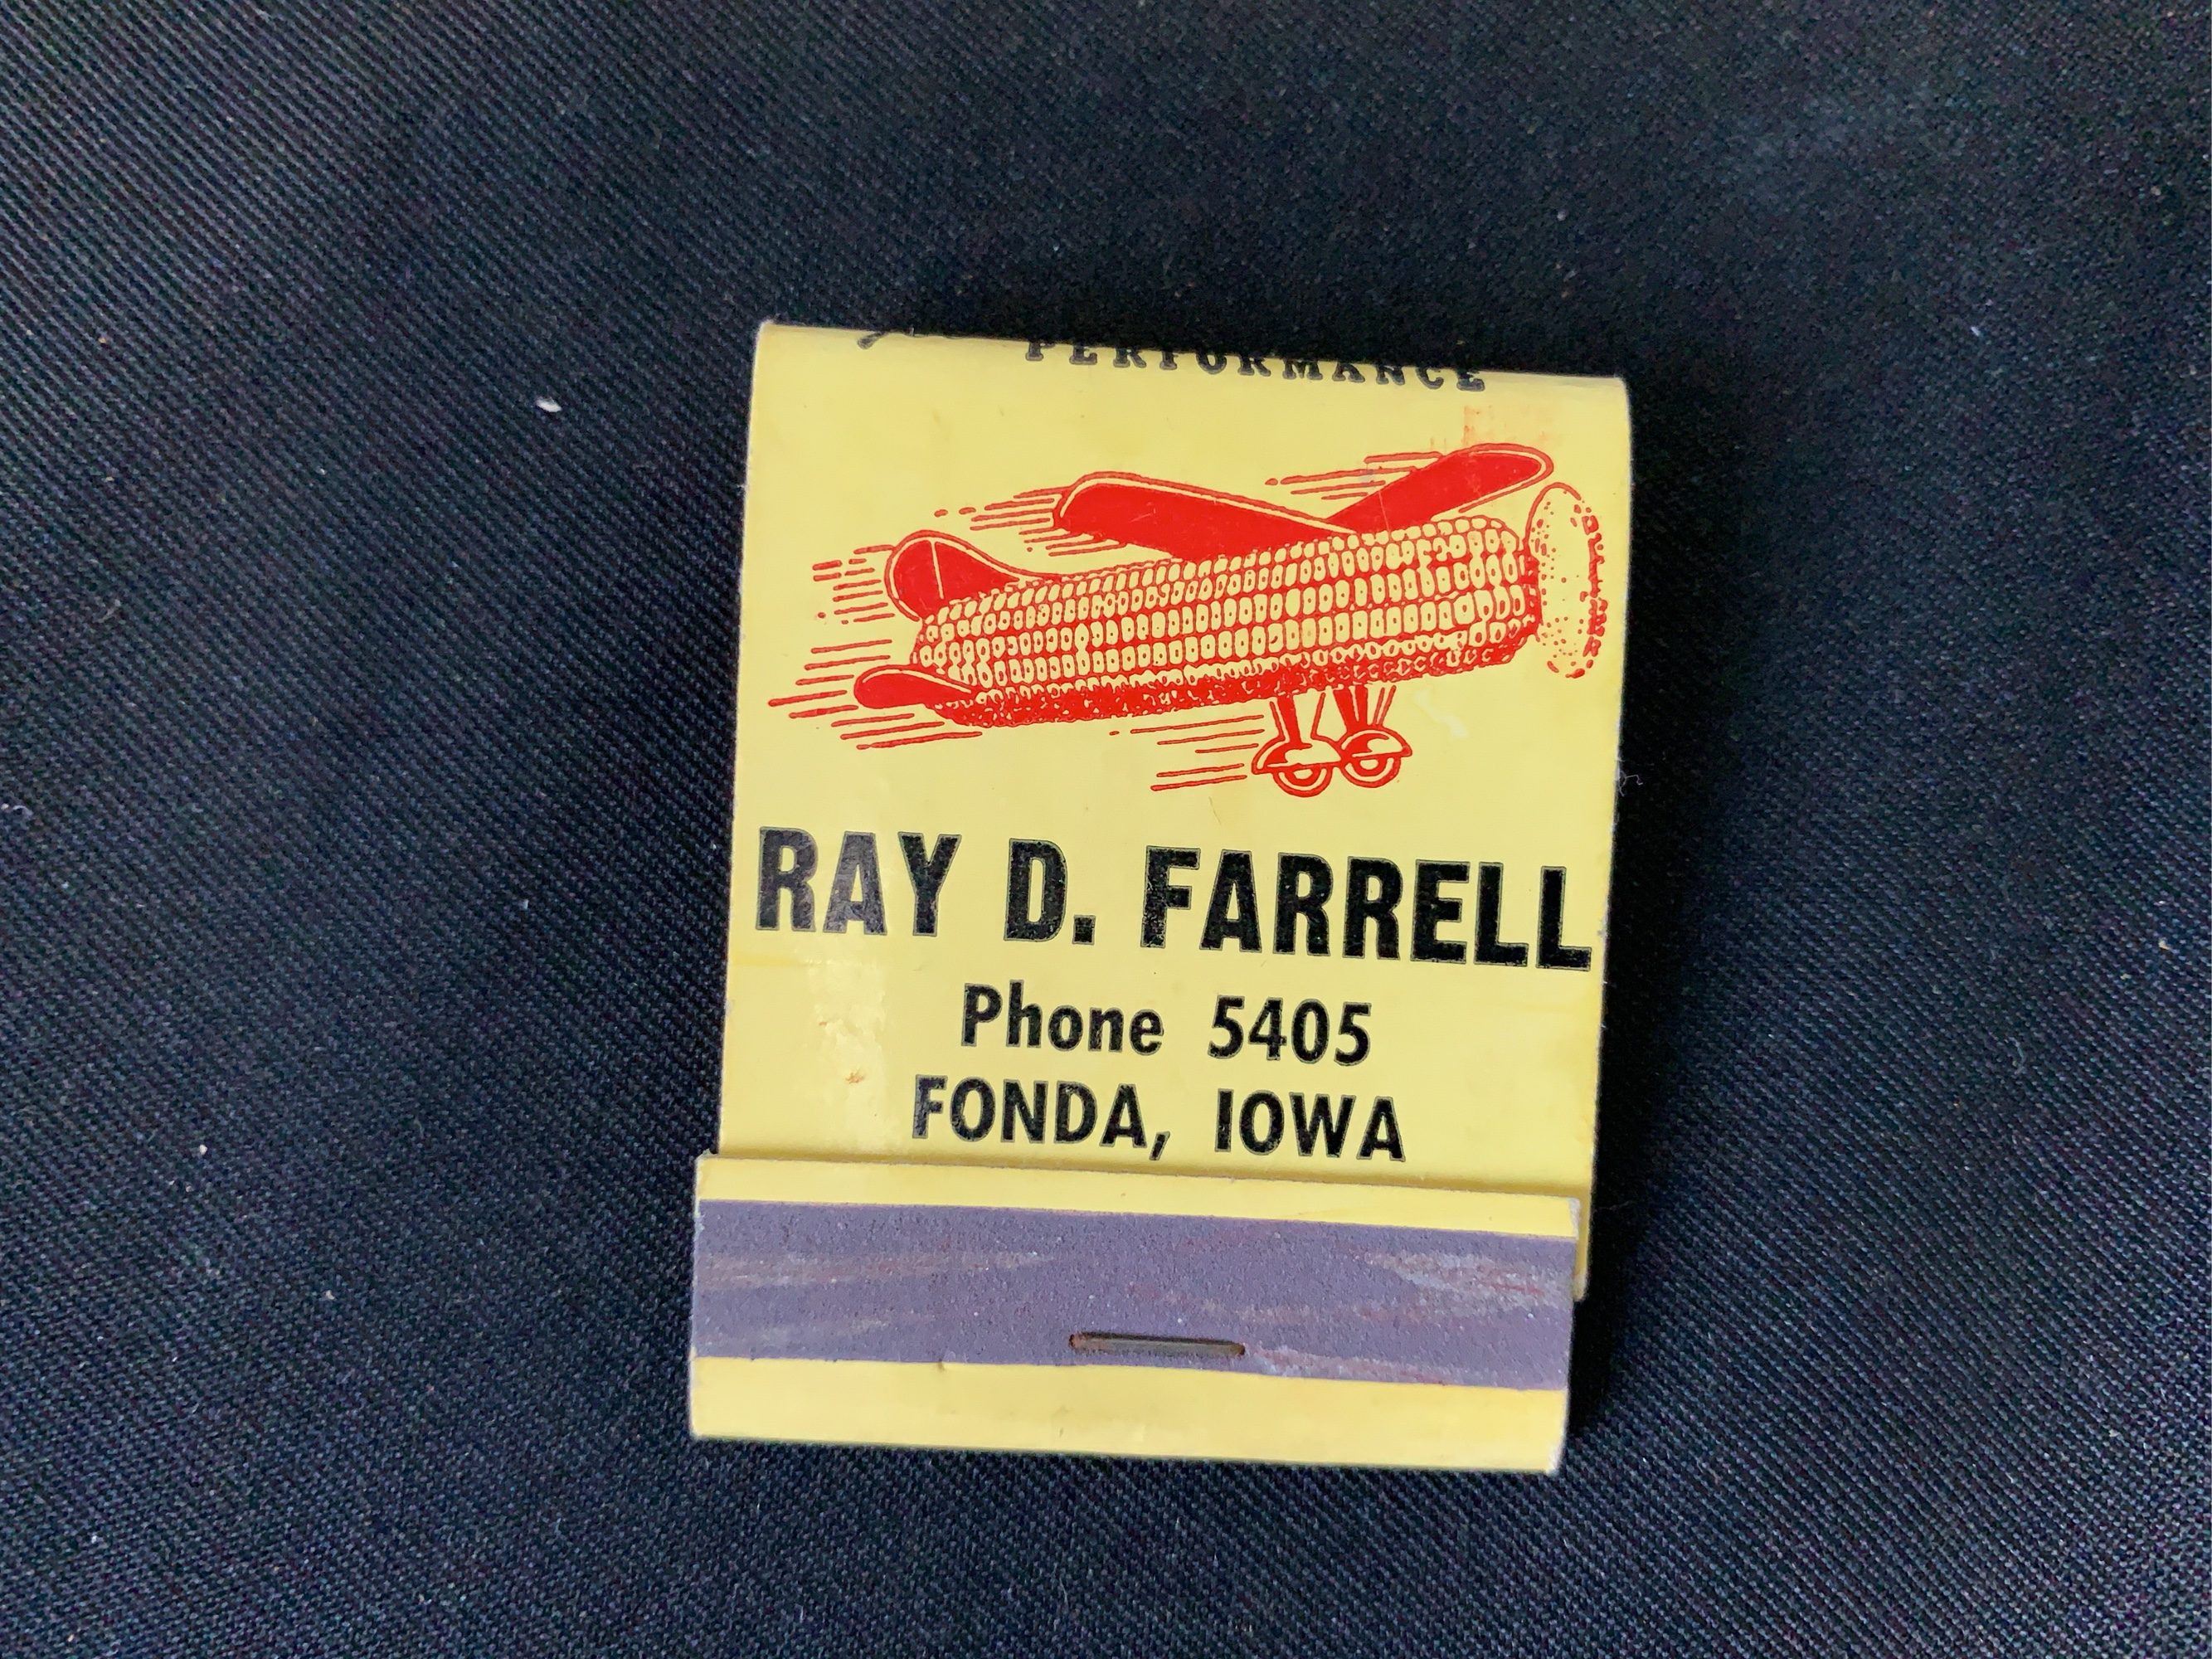 PERFORMANCE
RAY D. FARRELL
Phone 5405
FONDA, IOWA